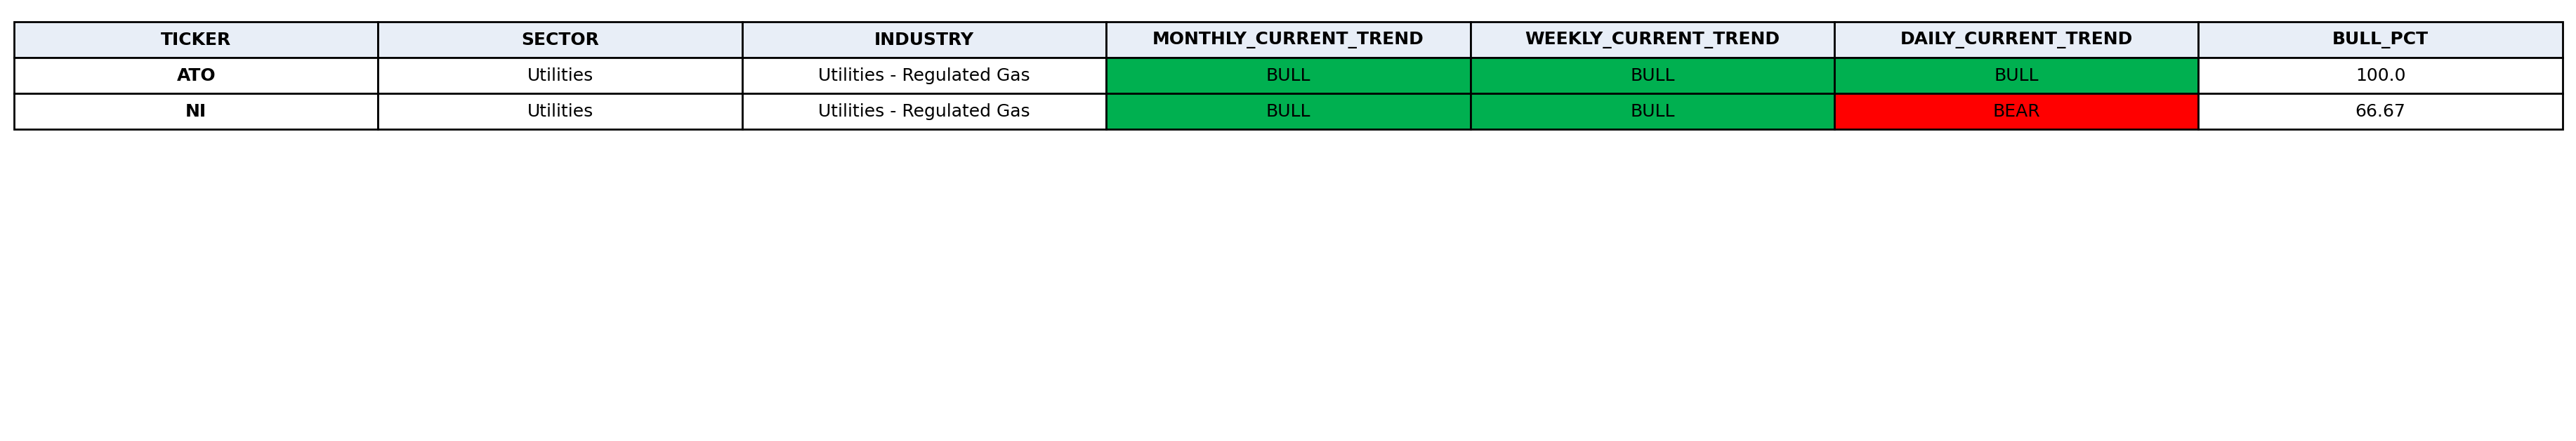 TICKER SECTOR INDUSTRY MONTHLY_CURRENT_TREND WEEKLY_CURRENT_TREND DAILY_CURRENT_TREND BULL_PCT
ATO Utilities Utilities - Regulated Gas BULL BULL BULL 100.0
NI Utilities Utilities - Regulated Gas BULL BULL BEAR 66.67